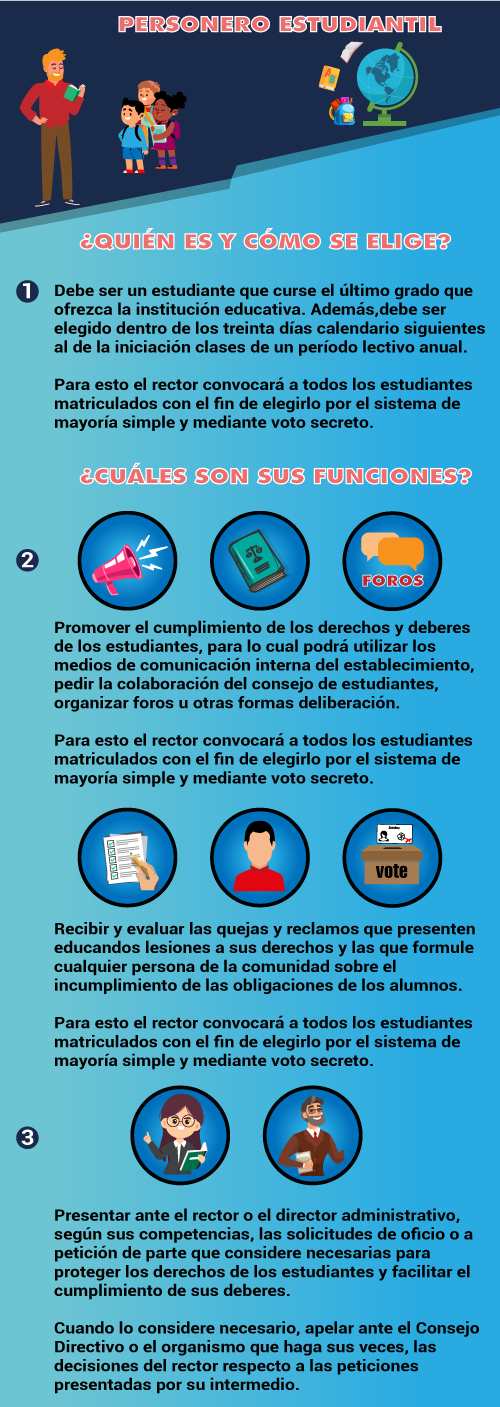 PERSONERO ESTUDIANTIL
¿QUIÉN ES Y CÓMO SE ELIGE?
1
Debe ser un estudiante que curse el último grado que
ofrezca la institución educativa. Además,debe ser
elegido dentro de los treinta días calendario siguientes
al de la iniciación clases de un período lectivo anual.
Para esto el rector convocará a todos los estudiantes
matriculados con el fin de elegirlo por el sistema de
mayoría simple y mediante voto secreto.
¿CUÁLES SON SUS FUNCIONES?
2
FOROS
Promover el cumplimiento de los derechos y deberes
de los estudiantes, para lo cual podrá utilizar los
medios de comunicación interna del establecimiento,
pedir la colaboración del consejo de estudiantes,
organizar foros u otras formas deliberación.
Para esto el rector convocará a todos los estudiantes
matriculados con el fin de elegirlo por el sistema de
mayoría simple y mediante voto secreto.
vote
Recibir y evaluar las quejas y reclamos que presenten
educandos lesiones a sus derechos y las que formule
cualquier persona de la comunidad sobre el
incumplimiento de las obligaciones de los alumnos.
Para esto el rector convocará a todos los estudiantes
matriculados con el fin de elegirlo por el sistema de
mayoría simple y mediante voto secreto.
3
Presentar ante el rector o el director administrativo,
según sus competencias, las solicitudes de oficio o a
petición de parte que considere necesarias para
proteger los derechos de los estudiantes y facilitar el
cumplimiento de sus deberes.
Cuando lo considere necesario, apelar ante el Consejo
Directivo o el organismo que haga sus veces, las
decisiones del rector respecto a las peticiones
presentadas por su intermedio.